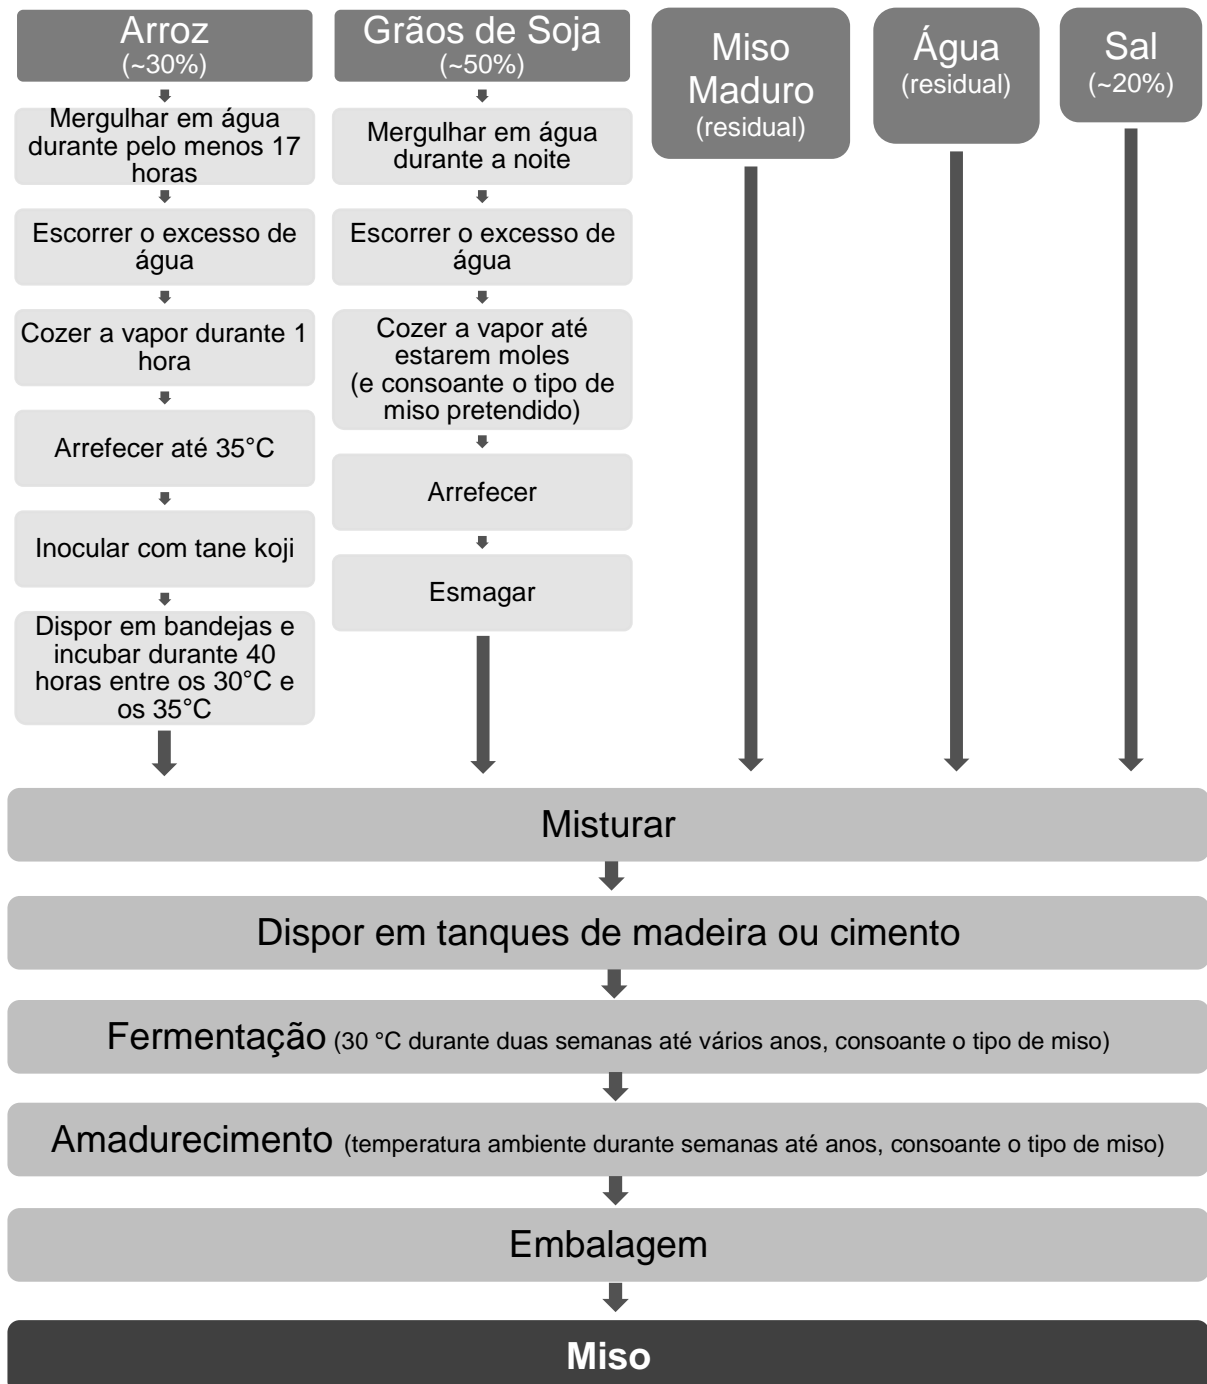 Arroz
(~30%)
Mergulhar em água
durante pelo menos 17
horas
Escorrer o excesso de
água
Cozer a vapor durante 1
hora
Arrefecer até 35°C
Inocular com tane koji
Dispor em bandejas e
incubar durante 40
horas entre os 30°C e
os 35°C
Grãos de Soja
(~50%)
Mergulhar em água
durante a noite
Escorrer o excesso de
água
Cozer a vapor até
estarem moles
(e consoante o tipo de
miso pretendido)
Arrefecer
Esmagar
Miso
Maduro
(residual)
Água
(residual)
Sal
(~20%)
Misturar
Dispor em tanques de madeira ou cimento
Fermentação (30 °C durante duas semanas até vários anos, consoante o tipo de miso)
Amadurecimento (temperatura ambiente durante semanas até anos, consoante o tipo de miso)
Embalagem
Miso